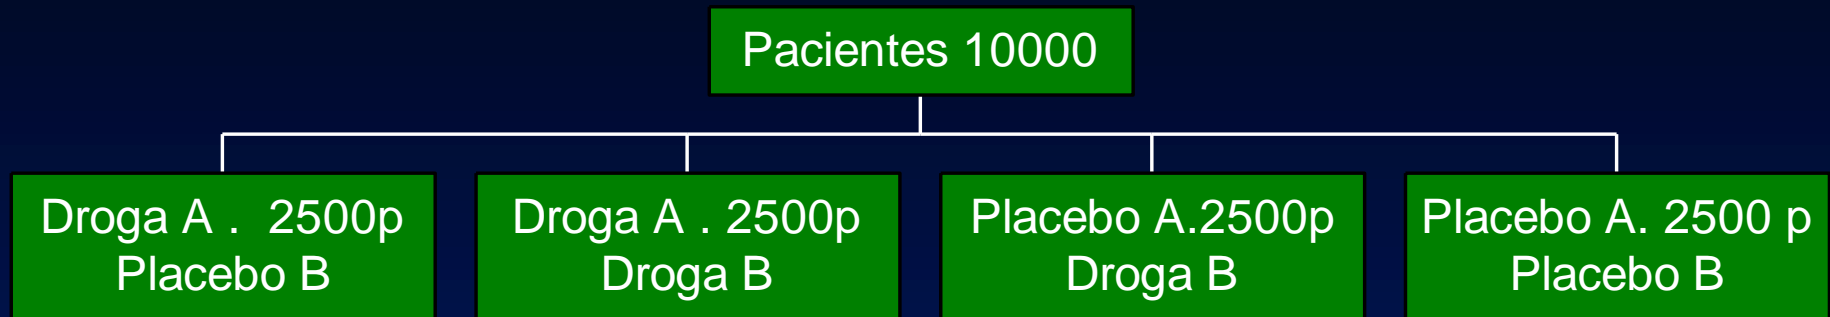 Pacientes 10000
Droga A . 2500p
Placebo B
Droga A . 2500p
Droga B
Placebo A.2500p
Droga B
Placebo A. 2500 p
Placebo B